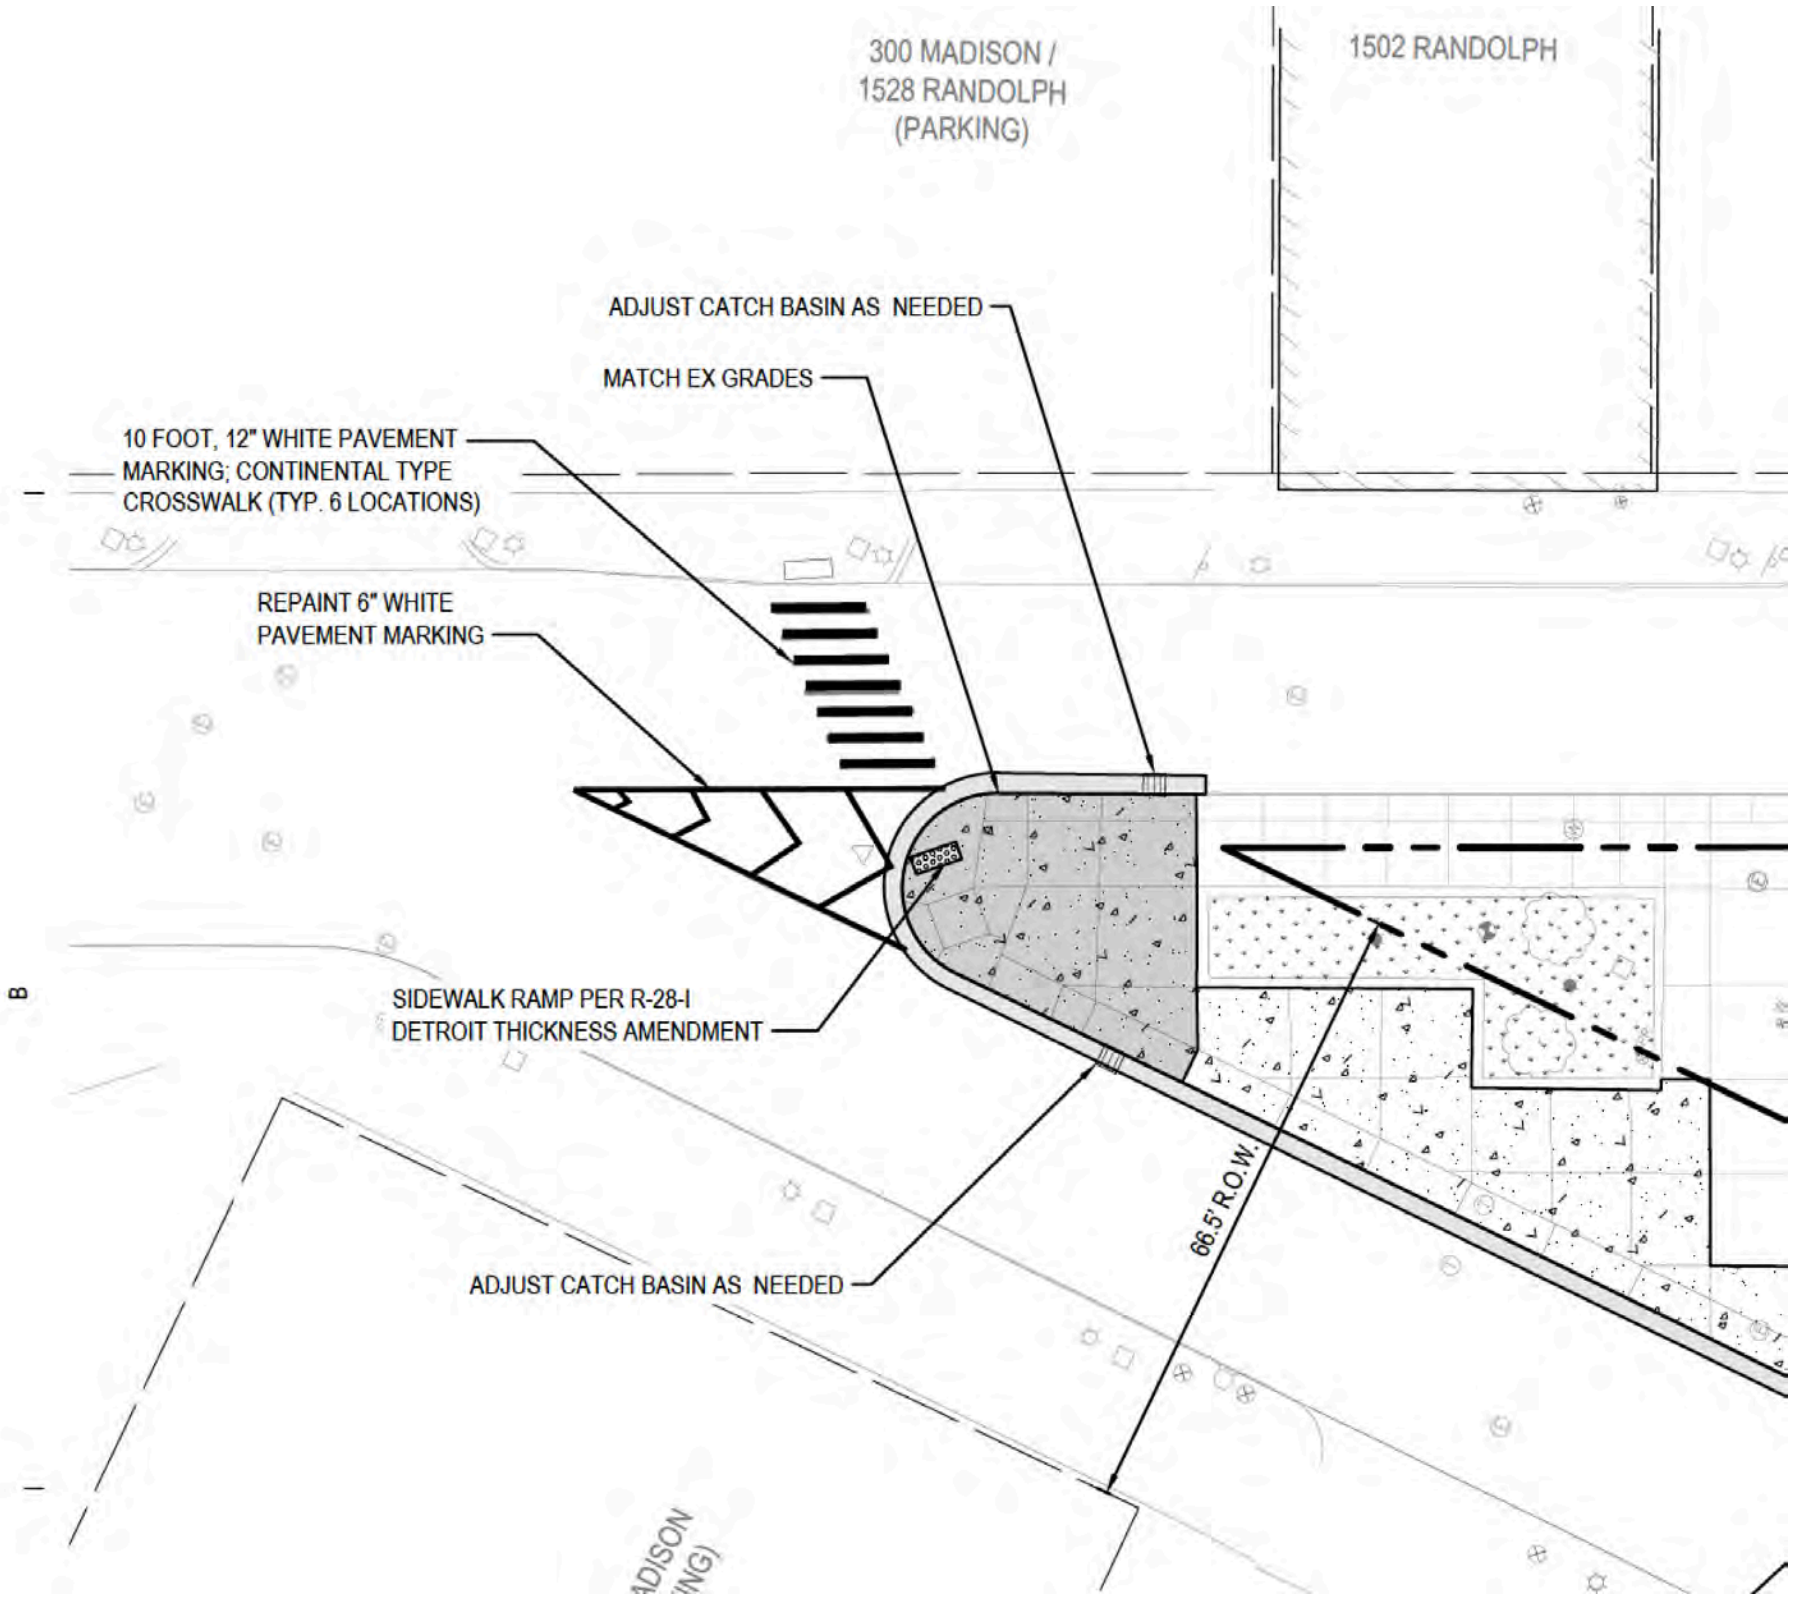 300 MADISON /
1528 RANDOLPH
(PARKING)
1502 RANDOLPH
ADJUST CATCH BASIN AS NEEDED
MATCH EX GRADES
10 FOOT, 12" WHITE PAVEMENT
MARKING; CONTINENTAL TYPE
CROSSWALK (TYP. 6 LOCATIONS)
REPAINT 6" WHITE
PAVEMENT MARKING
B
SIDEWALK RAMP PER R-28-I
DETROIT THICKNESS AMENDMENT
66.5' R.O.W.
ADJUST CATCH BASIN AS NEEDED